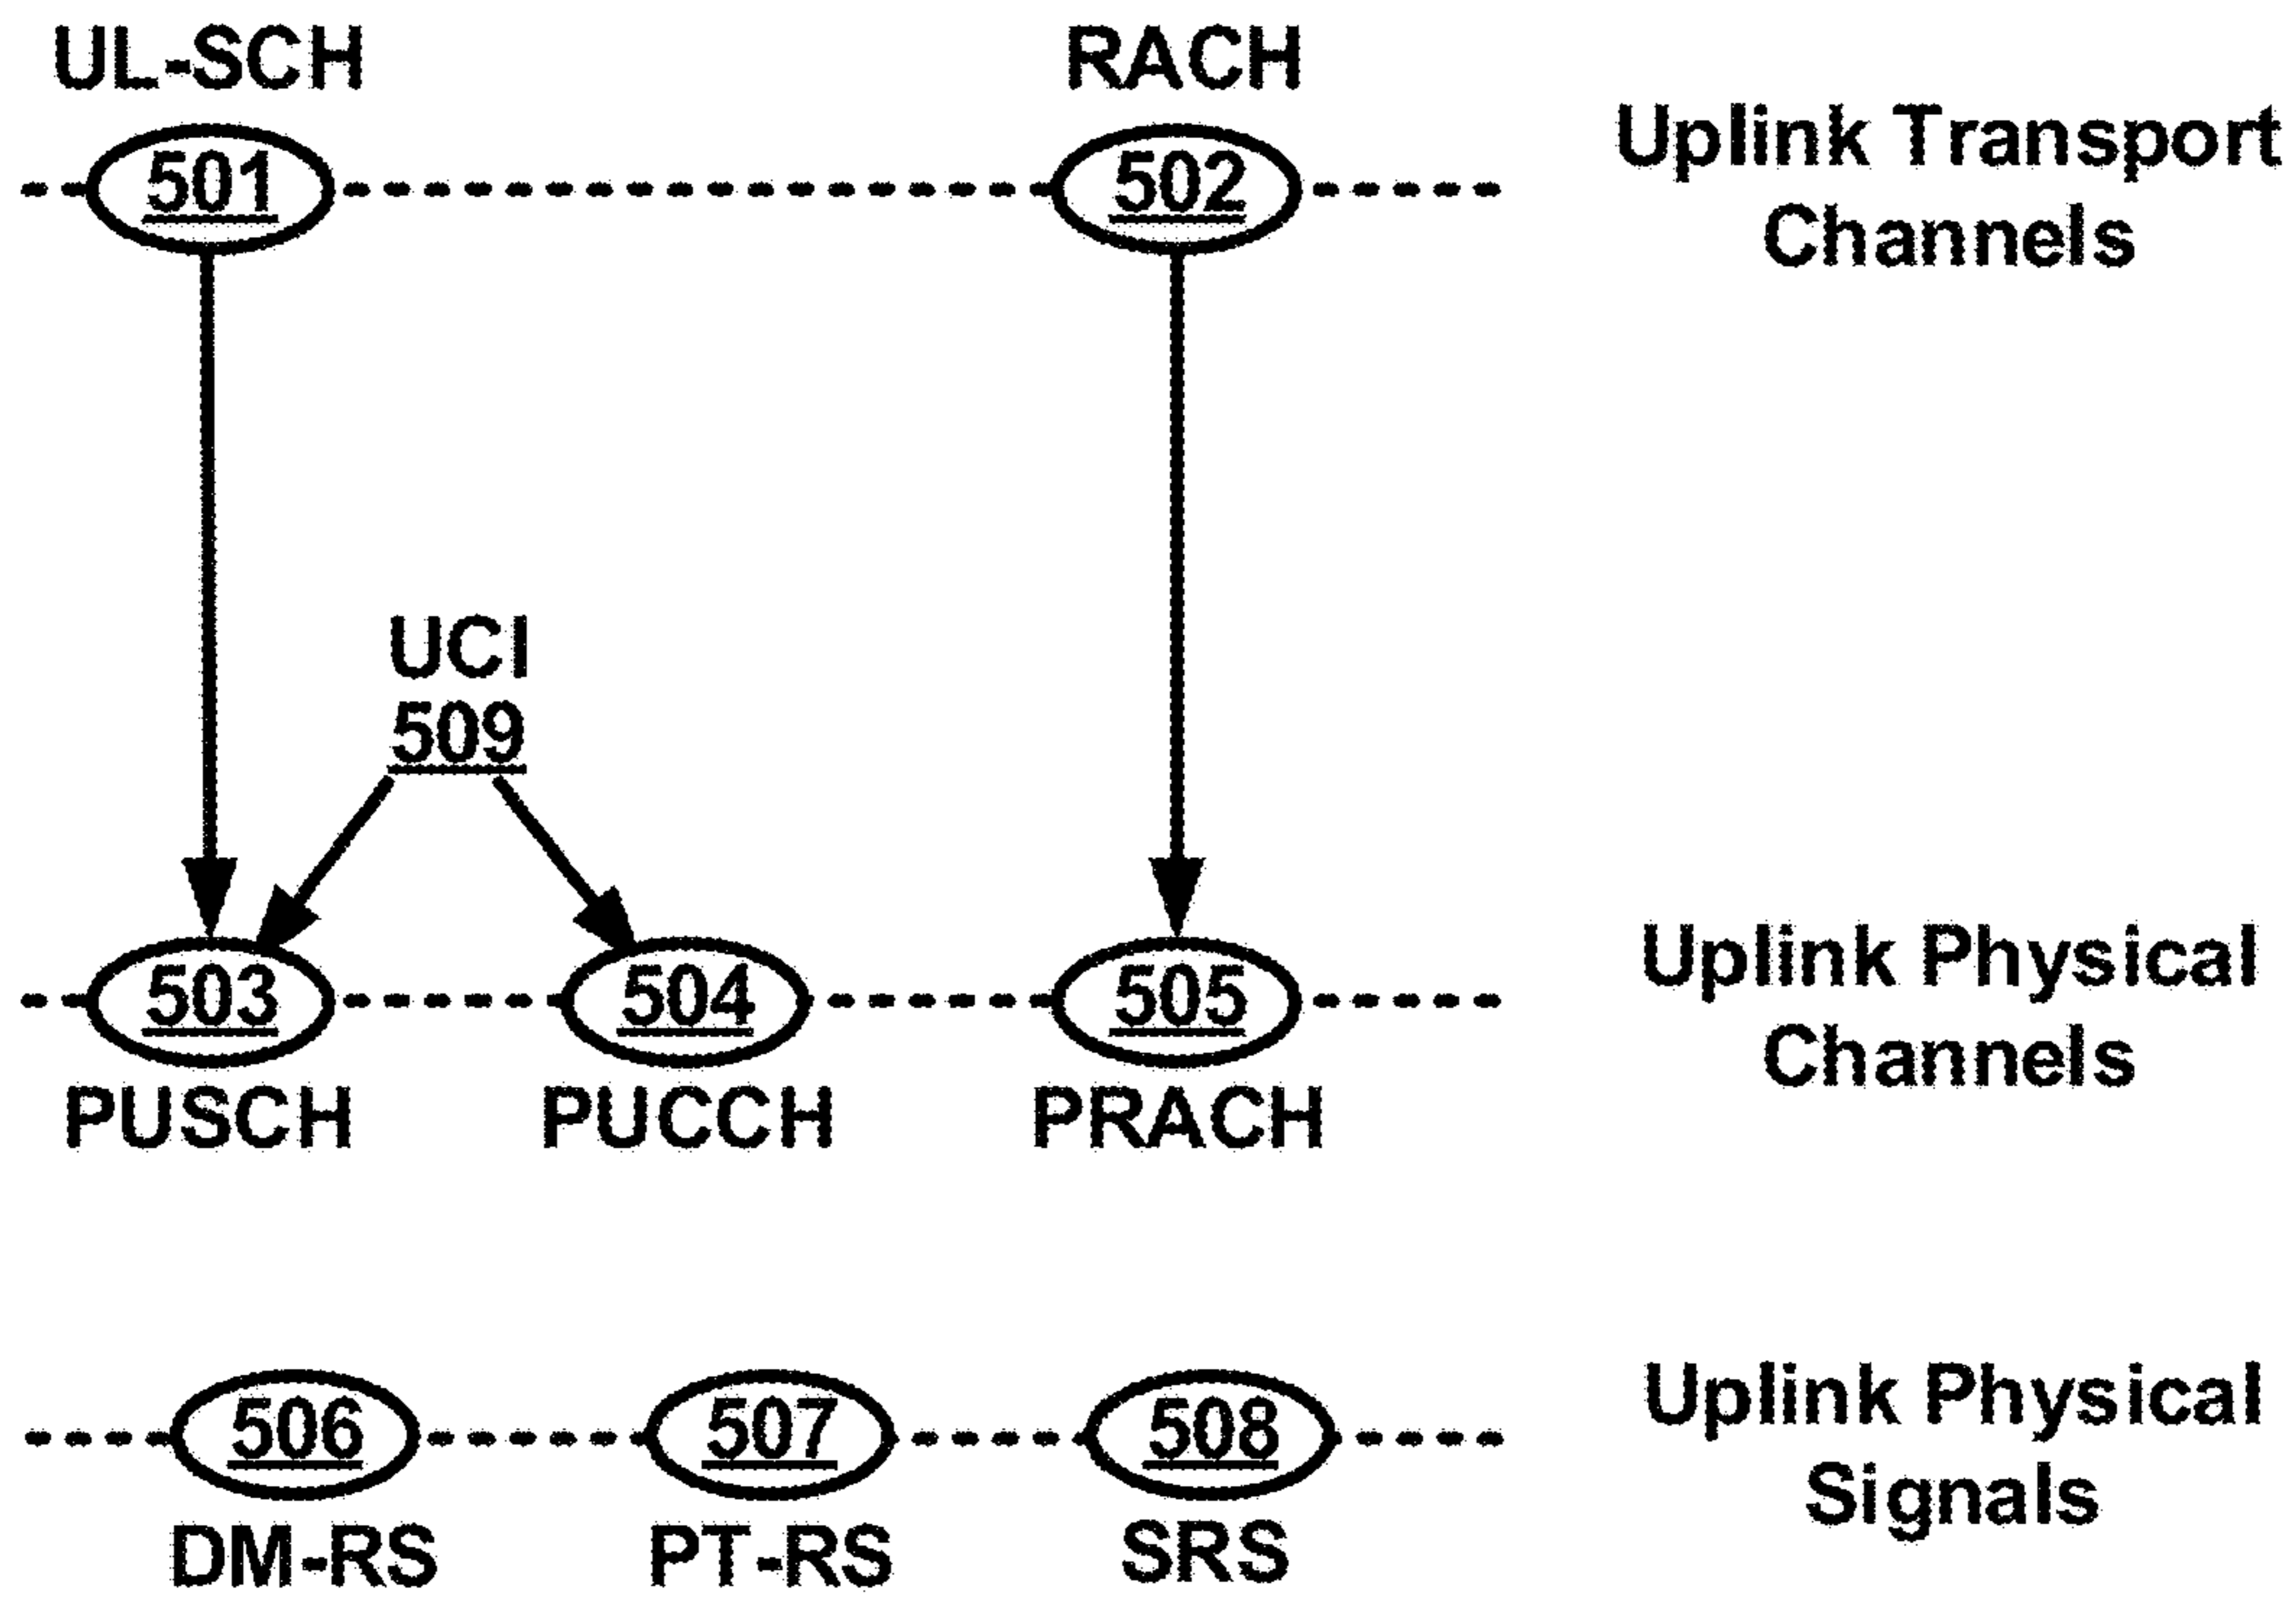 UL-SCH
RACH
501
502
Uplink Transport
Channels
UCI
509
503
504
505
Uplink Physical
Channels
PUSCH
PUCCH
PRACH
506
507
508
Uplink Physical
Signals
DM-RS
PT-RS
SRS